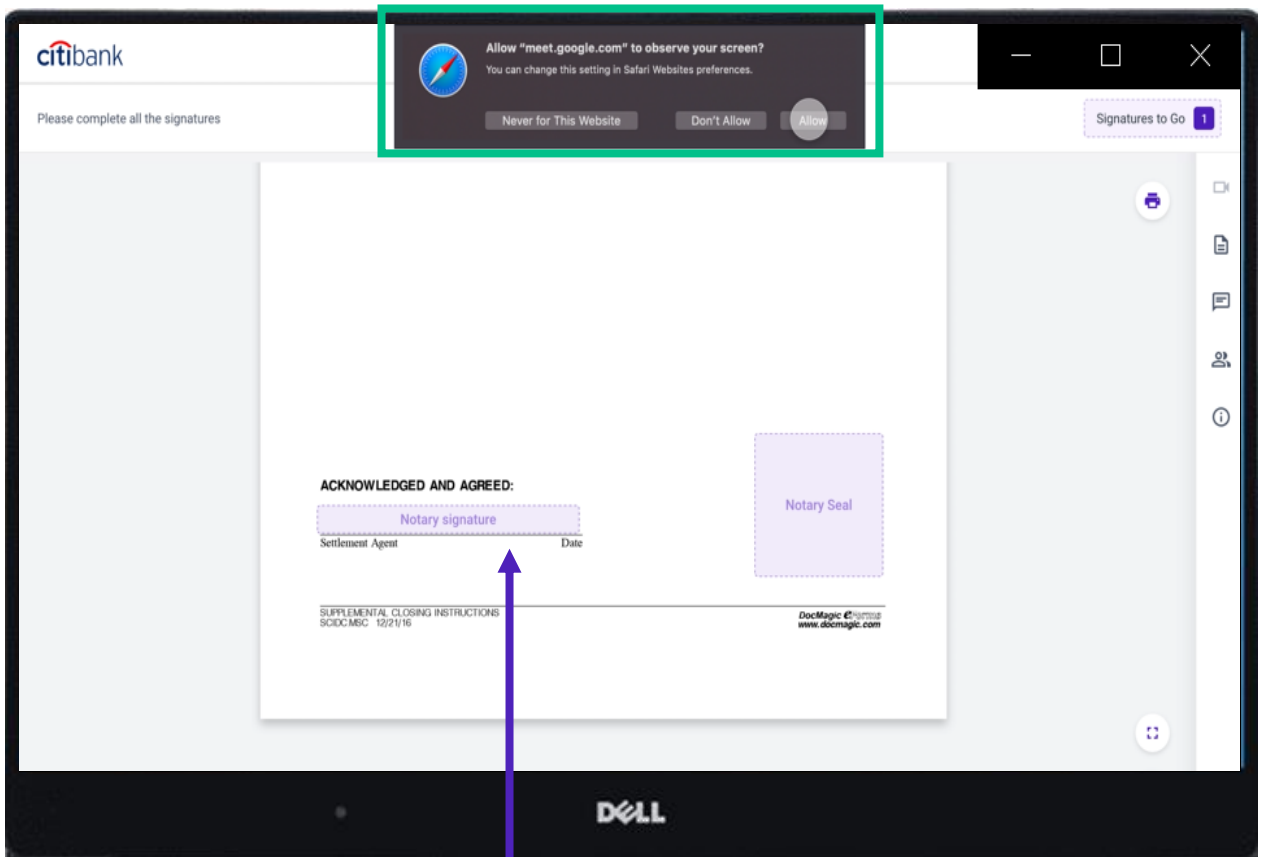 citibank
Allow “meet.google.com” to observe your screen?
You can change this setting in Safari Websites preferences.
Never for This Website
Don't Allow
Allow
Please complete all the signatures
Signatures to Go 1
ACKNOWLEDGED AND AGREED:
Notary signature
Settlement Agent Date
Notary Seal
SUPPLEMENTAL CLOSING INSTRUCTIONS
SCIDC.MSC 12/21/16
DocMagic eForms
www.docmagic.com
DELL